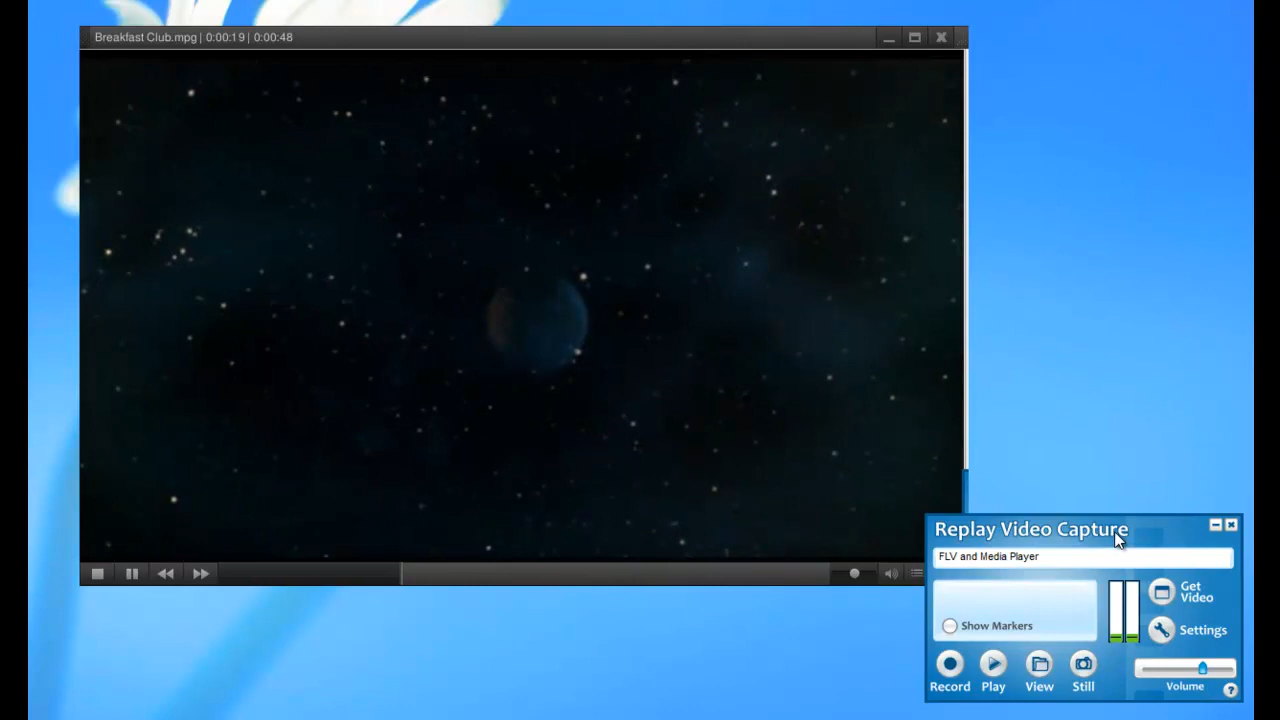 Breakfast Club.mpg | 0:00:19 | 0:00:48
Replay Video Capture
FLV and Media Player
Get Video
Show Markers
Settings
Record Play View Still Volume ?